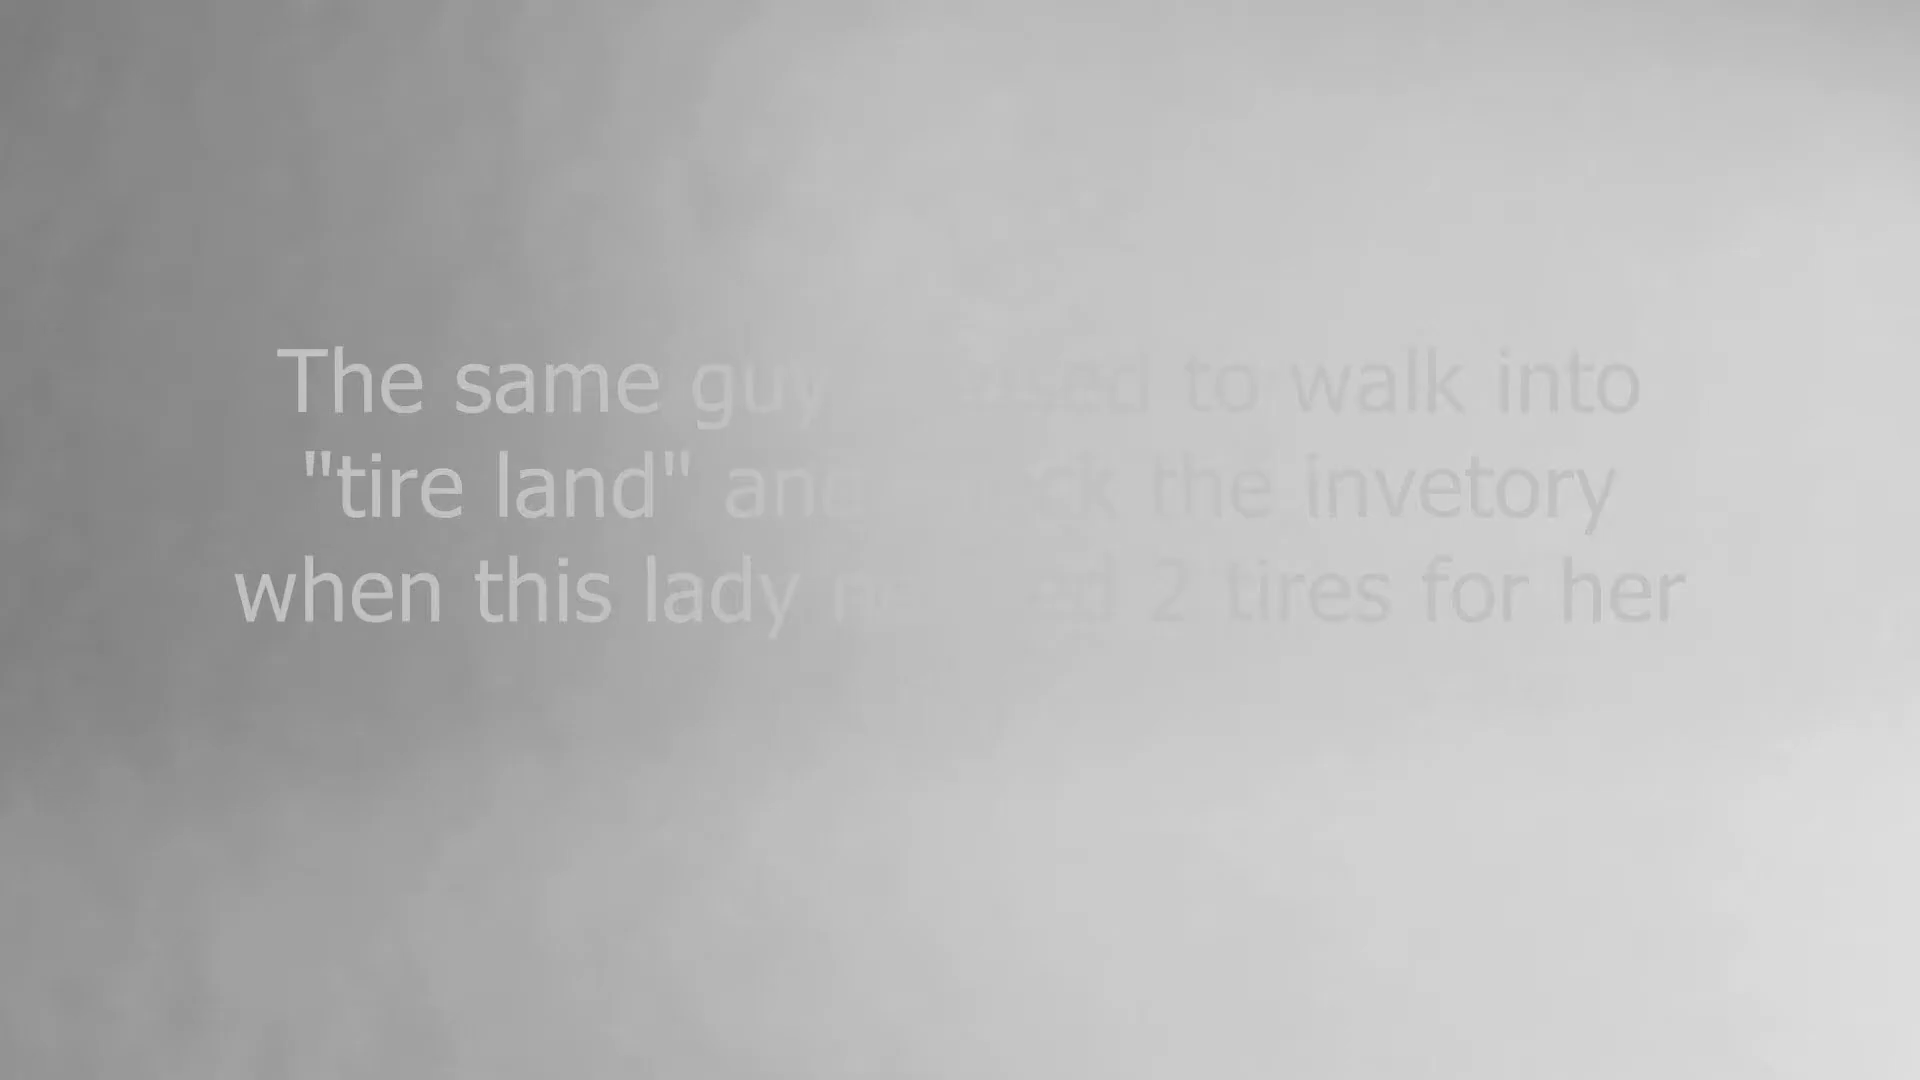 The same guy refused to walk into
"tire land" and check the invetory
when this lady needed 2 tires for her